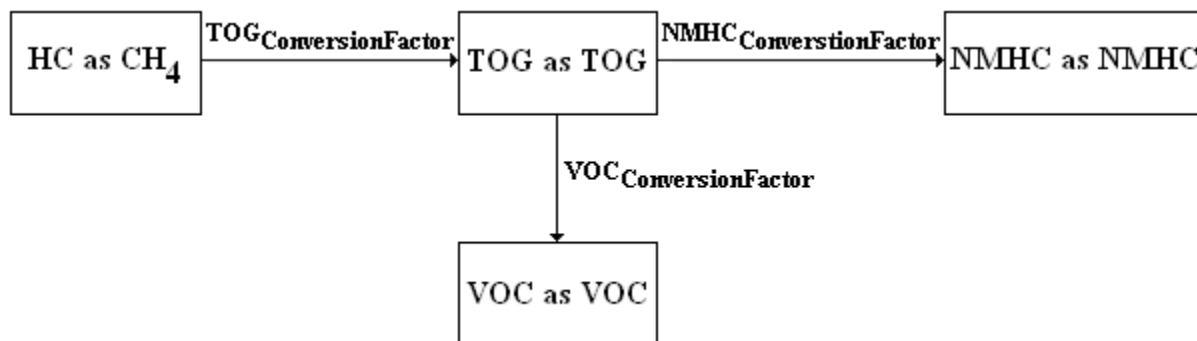 HC as CH4
TOGConversionFactor
TOG as TOG
NMHCConverstionFactor
NMHC as NMHC
VOCConversionFactor
VOC as VOC